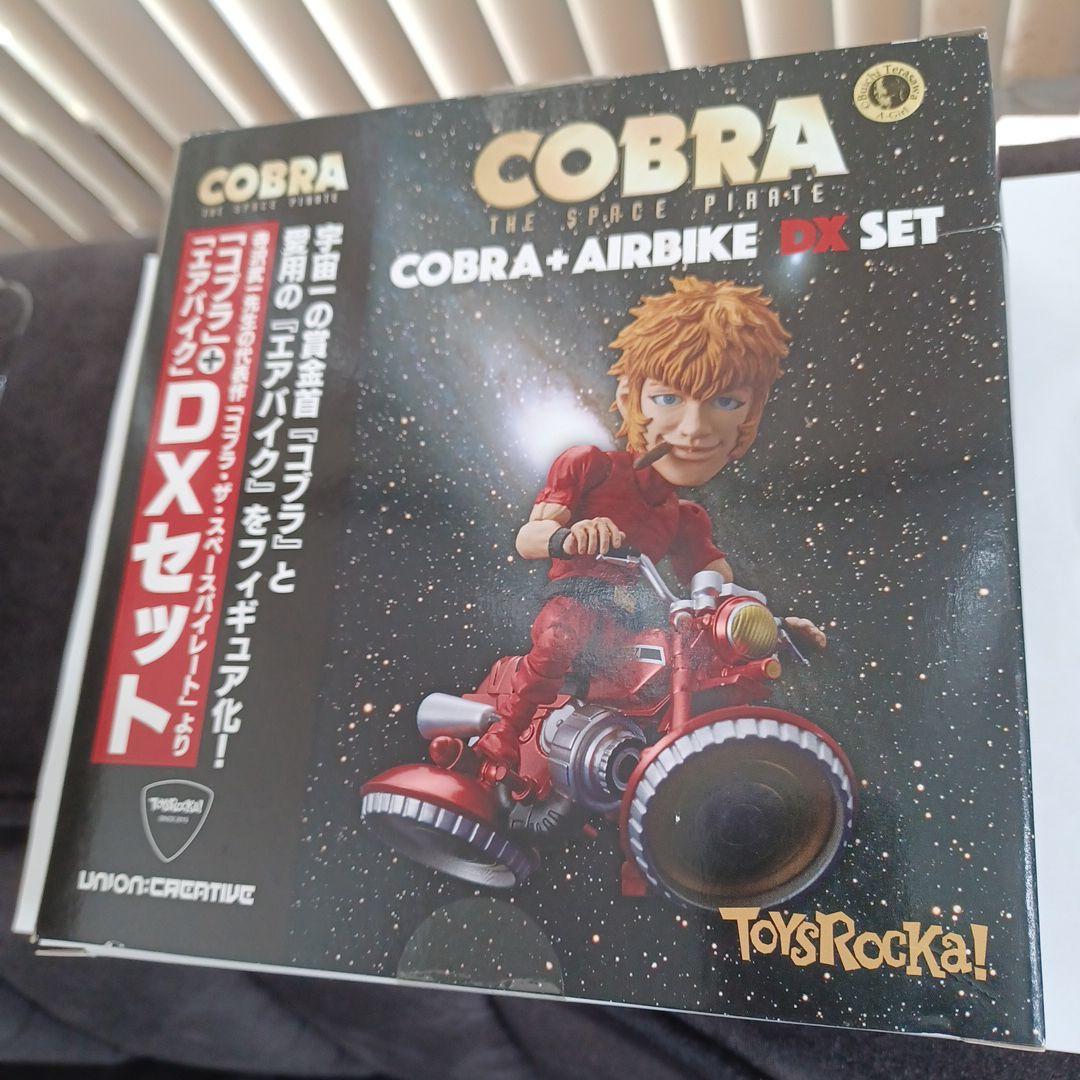 COBRA
THE SPACE PIRATE
宇宙一の賞金首『コブラ』と
愛用の『エアバイク』をフィギュア化!
寺沢武一先生の代表作「コブラ・ザ・スペースパイレート」より
「コブラ」+
「エアバイク」
DXセット
TOYSROCKA!
UNION:CREATIVE
COBRA
THE SPACE PIRATE
COBRA+AIRBIKE DX SET
©Buichi Terasawa
A-Girl
TOYSROCKA!